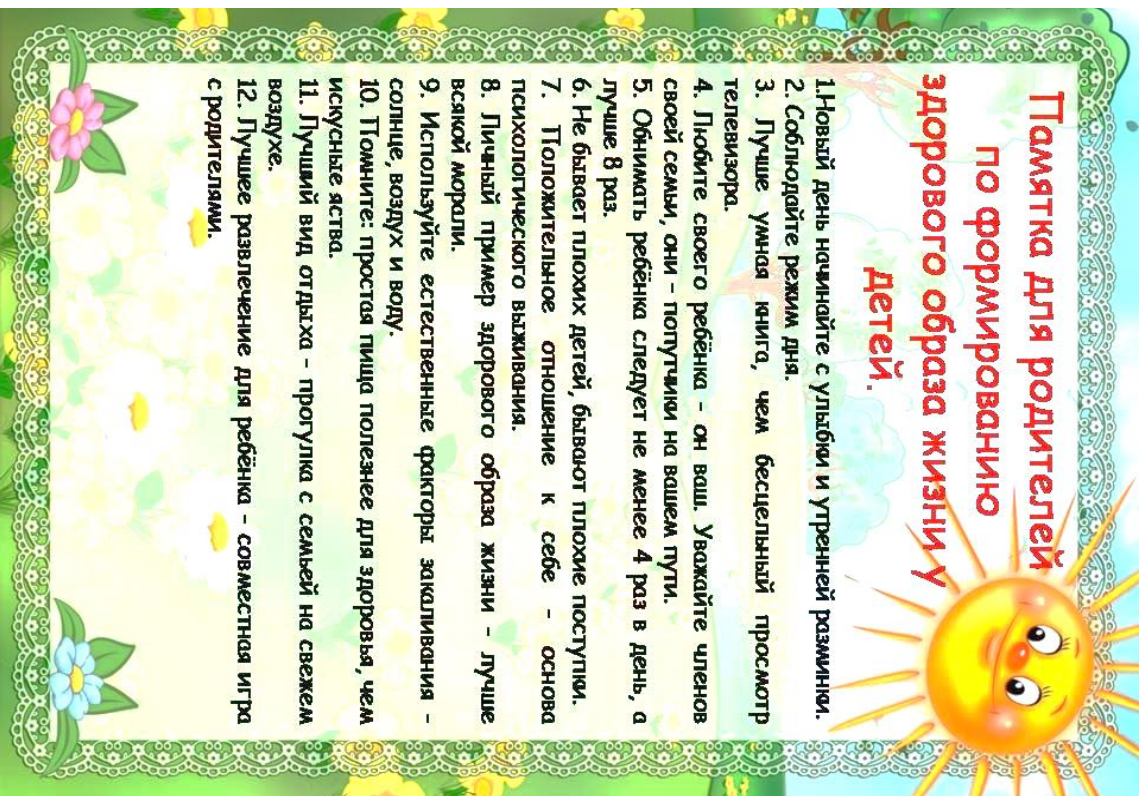 Памятка для родителей
по формированию
здорового образа жизни у
детей.
1.Новый день начинайте с улыбки и утренней разминки.
2. Соблюдайте режим дня.
3. Лучше умная книга, чем бесцельный просмотр
телевизора.
4. Любите своего ребёнка – он ваш. Уважайте членов
своей семьи, они – попутчики на вашем пути.
5. Обнимать ребёнка следует не менее 4 раз в день, а
лучше 8 раз.
6. Не бывает плохих детей, бывают плохие поступки.
7. Положительное отношение к себе – основа
психологического выживания.
8. Личный пример здорового образа жизни – лучше
всякой морали.
9. Используйте естественные факторы закаливания –
солнце, воздух и воду.
10. Помните: простая пища полезнее для здоровья, чем
искусные яства.
11. Лучший вид отдыха – прогулка с семьей на свежем
воздухе.
12. Лучшее развлечение для ребёнка – совместная игра
с родителями.